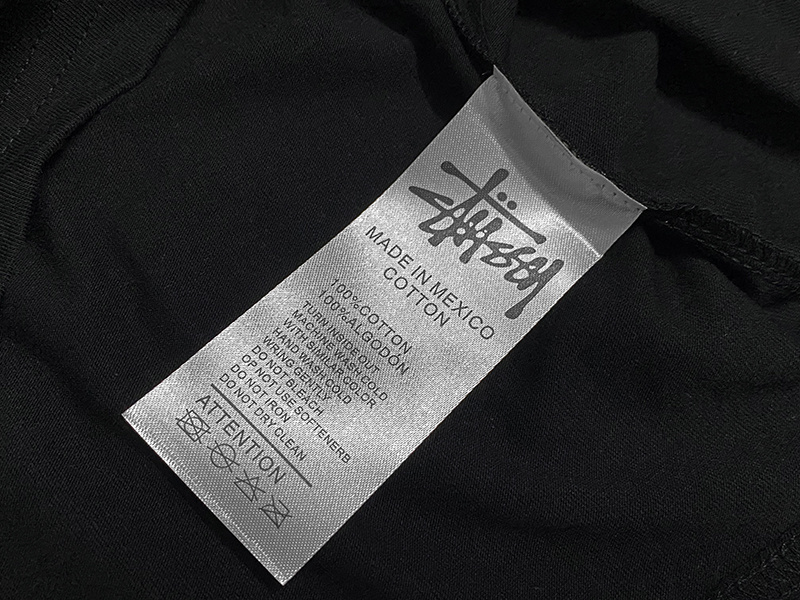 STÜSSY
MADE IN MEXICO
COTTON
100%COTTON
100%ALGODÓN
TURN INSIDE OUT
MACHINE WASH COLD
WITH SIMILAR COLOR
HAND WASH COLD
WRING GENTLY
DO NOT BLEACH
OP NOT USE SOFTENERB
DO NOT IRON
DO NOT DRY CLEAN
ATTENTION